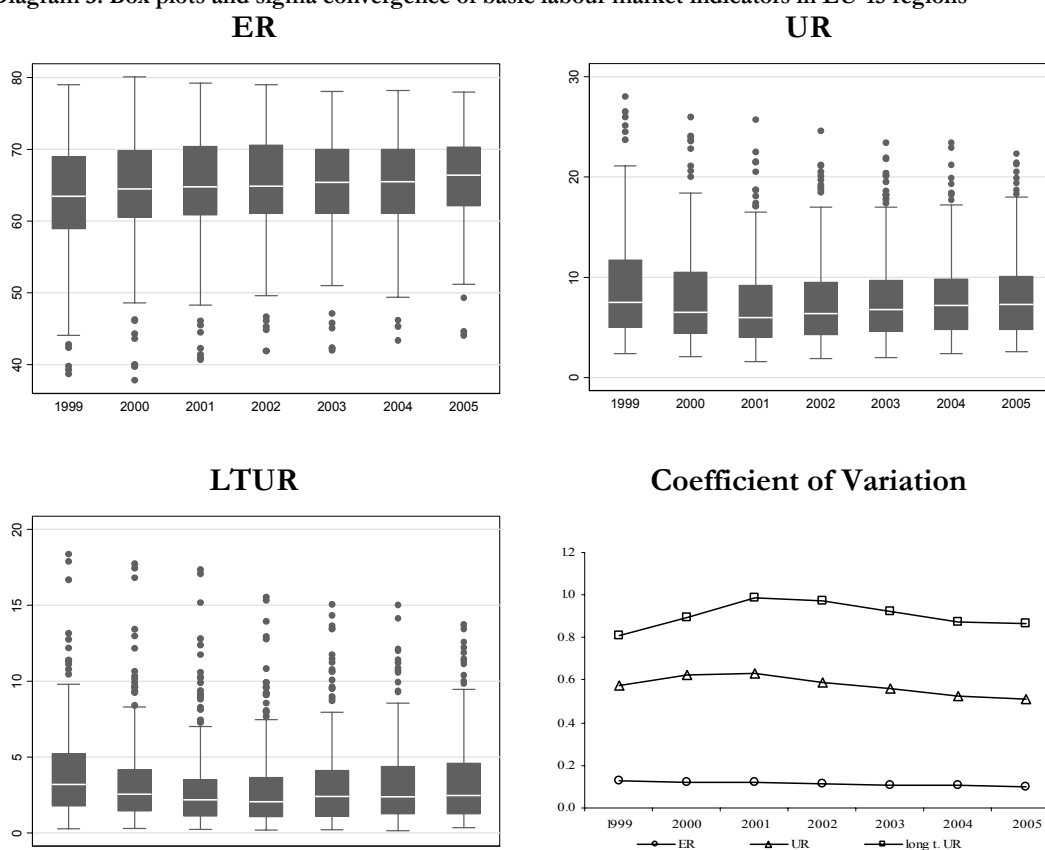 Diagram 3. Box plots and sigma convergence of basic labour market indicators in EU-15 regions
ER
80
70
60
50
40
1999 2000 2001 2002 2003 2004 2005
UR
30
20
10
0
1999 2000 2001 2002 2003 2004 2005
LTUR
20
15
10
5
0
Coefficient of Variation
1.2
1.0
0.8
0.6
0.4
0.2
0.0
1999 2000 2001 2002 2003 2004 2005
ER UR long t. UR